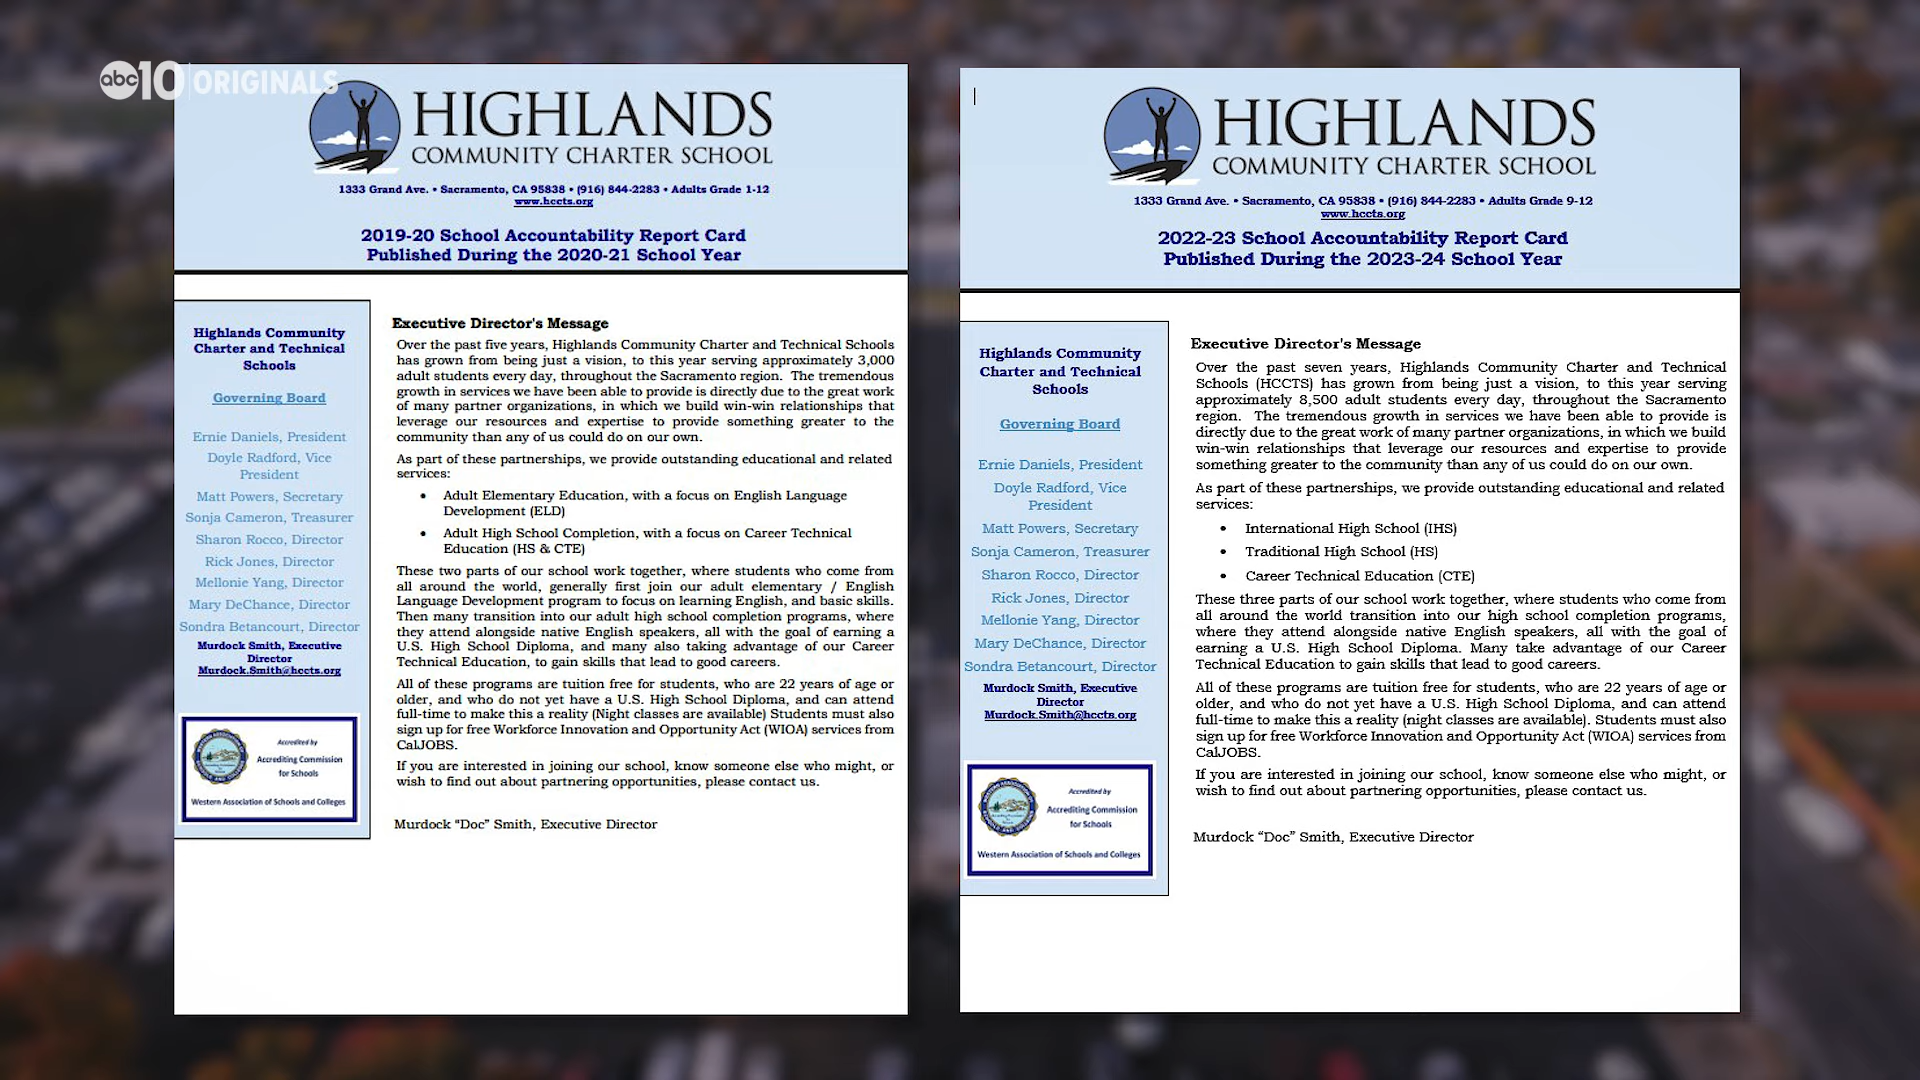 abc10 ORIGINALS
HIGHLANDS
COMMUNITY CHARTER SCHOOL
1333 Grand Ave. • Sacramento, CA 95838 • (916) 844-2283 • Adults Grade 1-12
www.hccts.org
2019-20 School Accountability Report Card
Published During the 2020-21 School Year
Highlands Community
Charter and Technical
Schools
Governing Board
Ernie Daniels, President
Doyle Radford, Vice
President
Matt Powers, Secretary
Sonja Cameron, Treasurer
Sharon Rocco, Director
Rick Jones, Director
Mellonie Yang, Director
Mary DeChance, Director
Sondra Betancourt, Director
Murdock Smith, Executive
Director
Murdock.Smith@hccts.org
Accredited by
Accrediting Commission
for Schools
Western Association of Schools and Colleges
Executive Director's Message
Over the past five years, Highlands Community Charter and Technical Schools
has grown from being just a vision, to this year serving approximately 3,000
adult students every day, throughout the Sacramento region. The tremendous
growth in services we have been able to provide is directly due to the great work
of many partner organizations, in which we build win-win relationships that
leverage our resources and expertise to provide something greater to the
community than any of us could do on our own.
As part of these partnerships, we provide outstanding educational and related
services:
• Adult Elementary Education, with a focus on English Language
Development (ELD)
• Adult High School Completion, with a focus on Career Technical
Education (HS & CTE)
These two parts of our school work together, where students who come from
all around the world, generally first join our adult elementary / English
Language Development program to focus on learning English, and basic skills.
Then many transition into our adult high school completion programs, where
they attend alongside native English speakers, all with the goal of earning a
U.S. High School Diploma, and many also taking advantage of our Career
Technical Education, to gain skills that lead to good careers.
All of these programs are tuition free for students, who are 22 years of age or
older, and who do not yet have a U.S. High School Diploma, and can attend
full-time to make this a reality (Night classes are available) Students must also
sign up for free Workforce Innovation and Opportunity Act (WIOA) services from
CalJOBS.
If you are interested in joining our school, know someone else who might, or
wish to find out about partnering opportunities, please contact us.
Murdock “Doc” Smith, Executive Director
HIGHLANDS
COMMUNITY CHARTER SCHOOL
1333 Grand Ave. • Sacramento, CA 95838 • (916) 844-2283 • Adults Grade 9-12
www.hccts.org
2022-23 School Accountability Report Card
Published During the 2023-24 School Year
Highlands Community
Charter and Technical
Schools
Governing Board
Ernie Daniels, President
Doyle Radford, Vice
President
Matt Powers, Secretary
Sonja Cameron, Treasurer
Sharon Rocco, Director
Rick Jones, Director
Mellonie Yang, Director
Mary DeChance, Director
Sondra Betancourt, Director
Murdock Smith, Executive
Director
Murdock.Smith@hccts.org
Accredited by
Accrediting Commission
for Schools
Western Association of Schools and Colleges
Executive Director's Message
Over the past seven years, Highlands Community Charter and Technical
Schools (HCCTS) has grown from being just a vision, to this year serving
approximately 8,500 adult students every day, throughout the Sacramento
region. The tremendous growth in services we have been able to provide is
directly due to the great work of many partner organizations, in which we build
win-win relationships that leverage our resources and expertise to provide
something greater to the community than any of us could do on our own.
As part of these partnerships, we provide outstanding educational and related
services:
• International High School (IHS)
• Traditional High School (HS)
• Career Technical Education (CTE)
These three parts of our school work together, where students who come from
all around the world transition into our high school completion programs,
where they attend alongside native English speakers, all with the goal of
earning a U.S. High School Diploma. Many take advantage of our Career
Technical Education to gain skills that lead to good careers.
All of these programs are tuition free for students, who are 22 years of age or
older, and who do not yet have a U.S. High School Diploma, and can attend
full-time to make this a reality (night classes are available). Students must also
sign up for free Workforce Innovation and Opportunity Act (WIOA) services from
CalJOBS.
If you are interested in joining our school, know someone else who might, or
wish to find out about partnering opportunities, please contact us.
Murdock “Doc” Smith, Executive Director